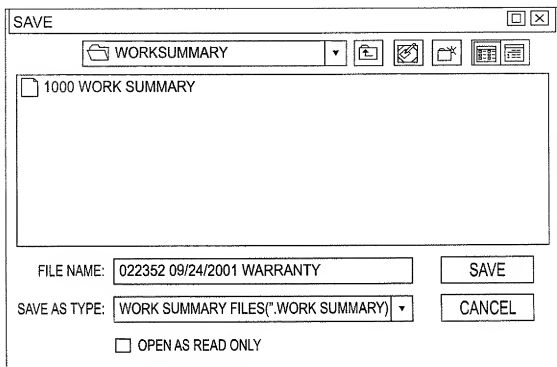 SAVE
WORKSUMMARY
1000 WORK SUMMARY
FILE NAME: 022352 09/24/2001 WARRANTY SAVE
SAVE AS TYPE: WORK SUMMARY FILES(".WORK SUMMARY) CANCEL
OPEN AS READ ONLY